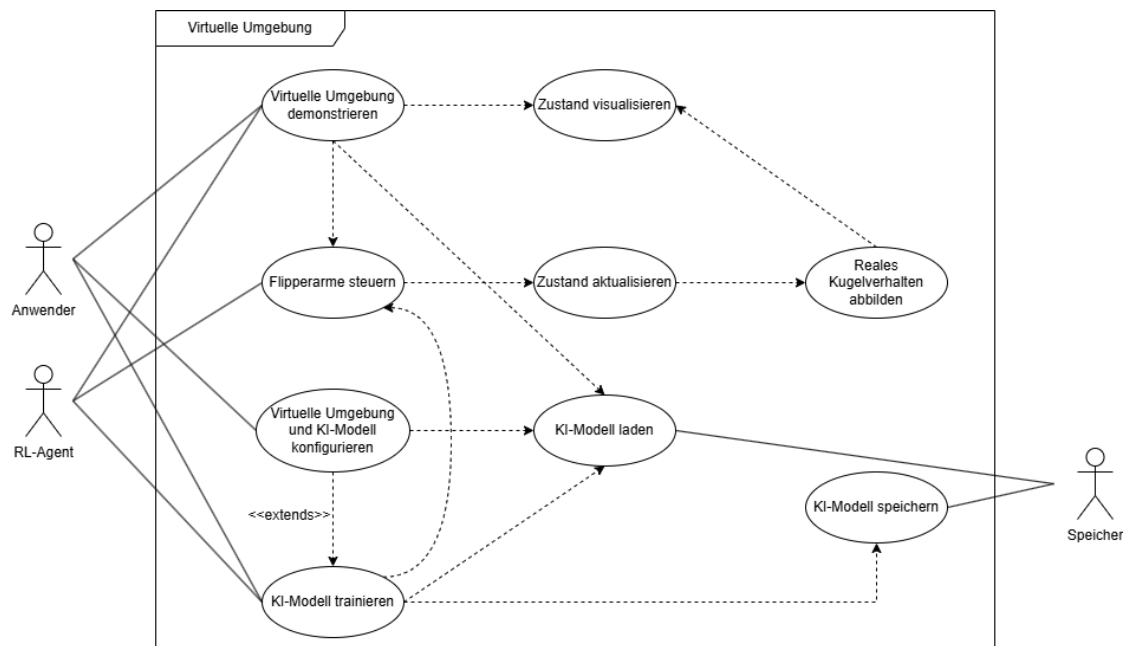 Virtuelle Umgebung
Virtuelle Umgebung
demonstrieren
Zustand visualisieren
Anwender
Flipperarme steuern
Zustand aktualisieren
Reales
Kugelverhalten
abbilden
RL-Agent
Virtuelle Umgebung
und KI-Modell
konfigurieren
KI-Modell laden
<<extends>>
KI-Modell speichern
Speicher
KI-Modell trainieren